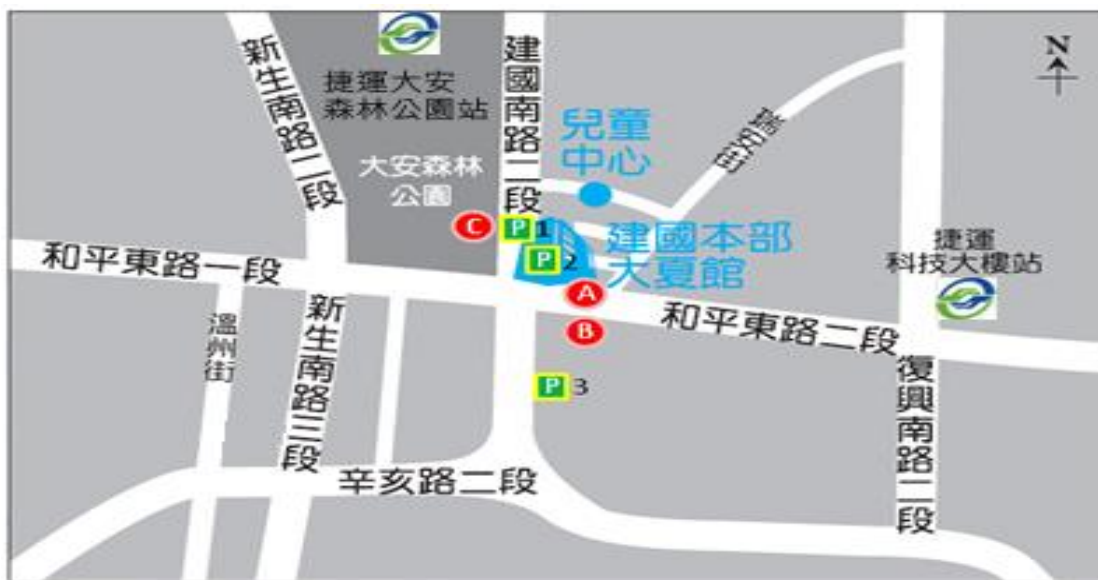 新生南路二段
捷運大安
森林公園站
建國南路二段
N
兒童
中心
瑞安街
大安森林
公園
C
P 1
P 2
建國本部
大夏館
捷運
科技大樓站
和平東路一段
A
B
和平東路二段
溫州街
新生南路三段
P 3
復興南路二段
辛亥路二段